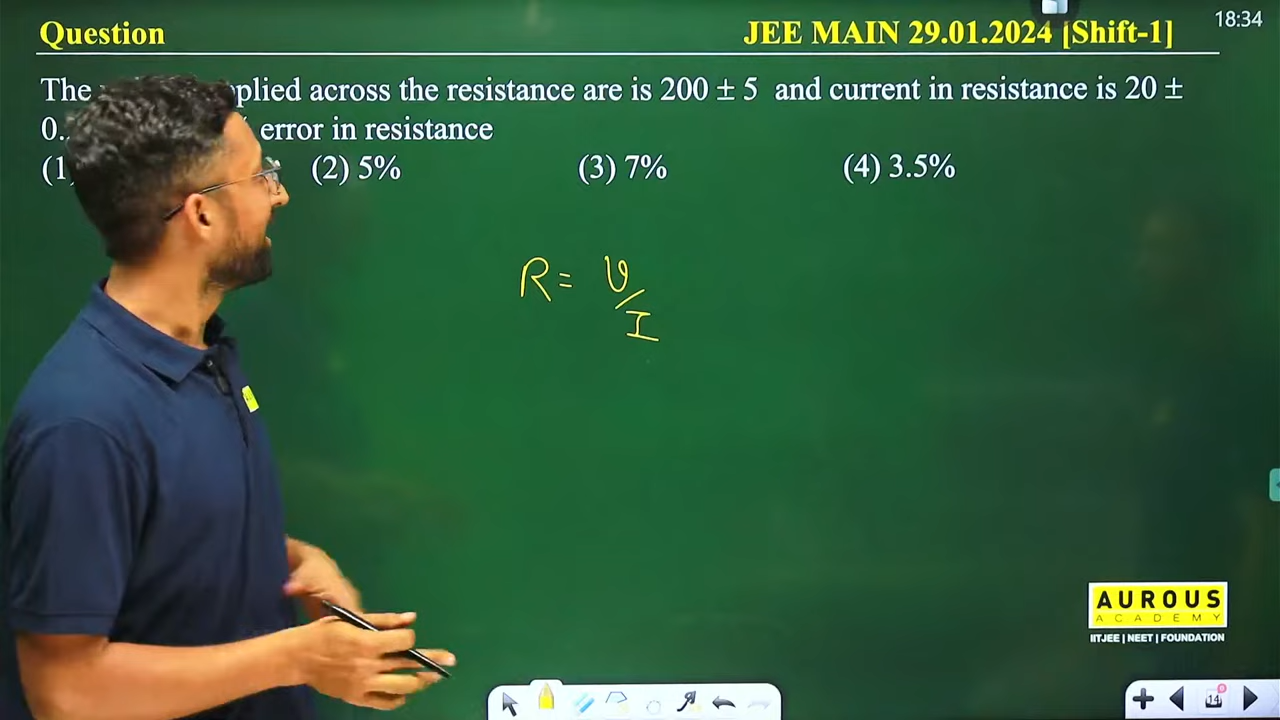 Question
JEE MAIN 29.01.2024 [Shift-1]
18:34
The plied across the resistance are is 200 ± 5 and current in resistance is 20 ±
0. error in resistance
(1) (2) 5% (3) 7% (4) 3.5%
R = V/I
AUROUS
ACADEMY
IITJEE | NEET | FOUNDATION
14